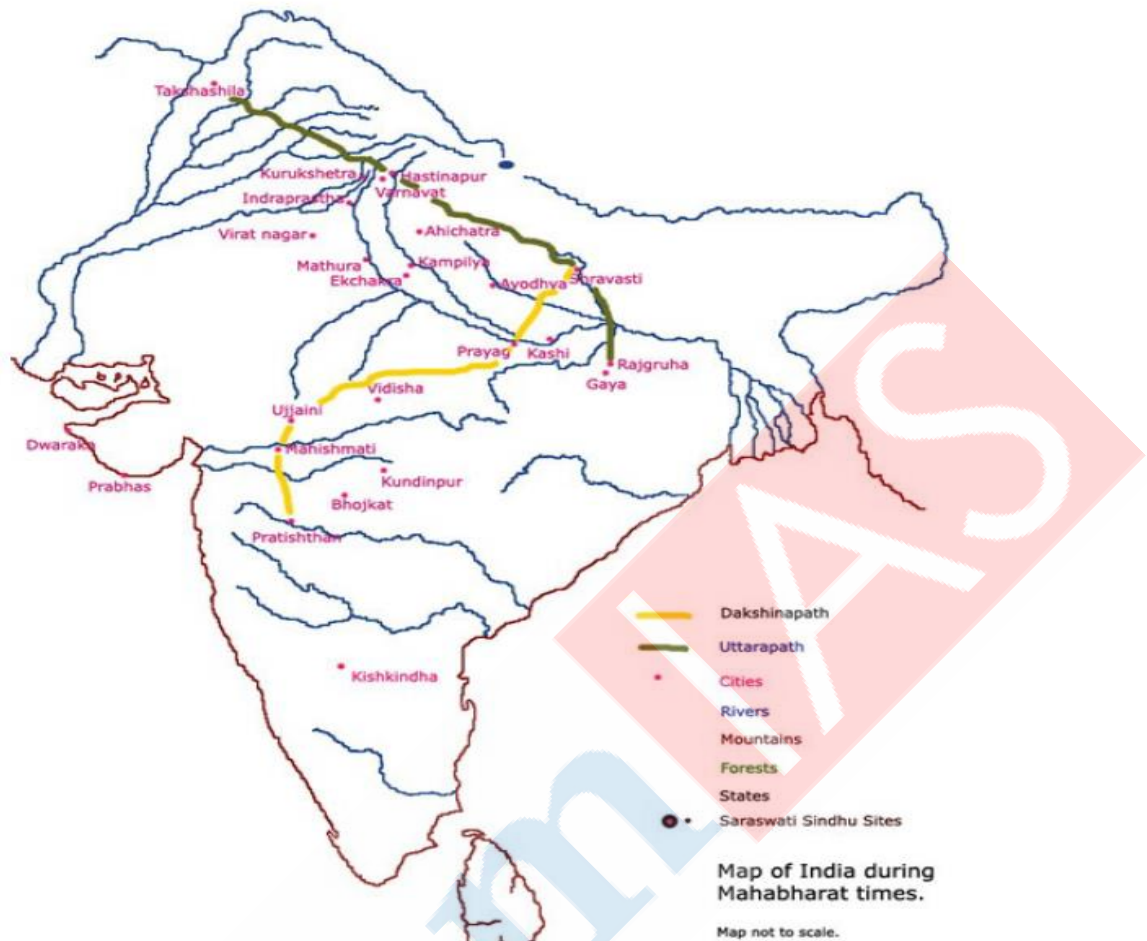 Takshashila
Kurukshetra
Hastinapur
Varnavat
Indraprastha
Virat nagar
Ahichatra
Mathura
Kampilya
Ekchakra
Ayodhya
Shravasti
Prayag
Kashi
Rajgruha
Gaya
Vidisha
Ujjaini
Dwaraka
Mahishmati
Prabhas
Kundinpur
Bhojkat
Pratishthan
Kishkindha
Dakshinapath
Uttarapath
Cities
Rivers
Mountains
Forests
States
Saraswati Sindhu Sites
Map of India during
Mahabharat times.
Map not to scale.
mIAS